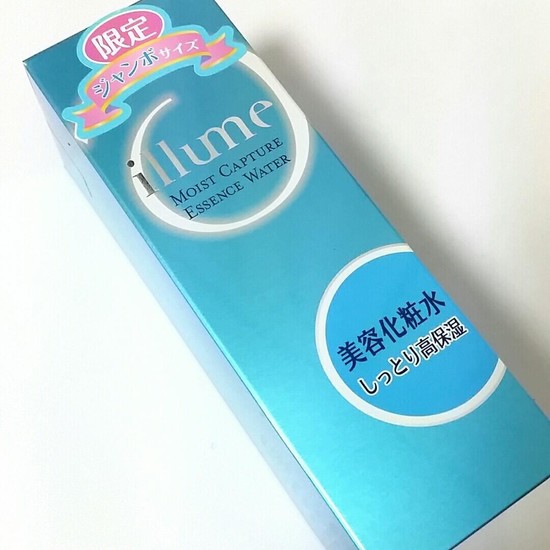 限定
ジャンボサイズ
illume
MOIST CAPTURE
ESSENCE WATER
美容化粧水
しっとり高保湿